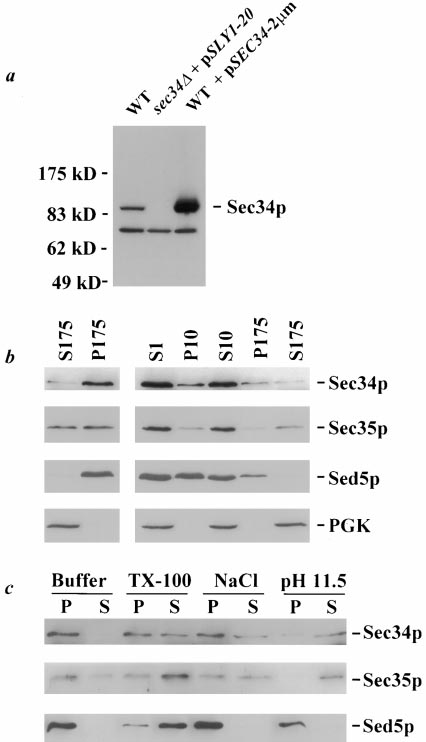 a
WT
sec34Δ + pSLY1-20
WT + pSEC34-2μm
175 kD -
83 kD -
62 kD -
49 kD-
- Sec34p
b
S175
P175
S1
P10
S10
P175
S175
- Sec34p
- Sec35p
- Sed5p
- PGK
c
Buffer TX-100 NaCl pH 11.5
P S P S P S P S
-Sec34p
-Sec35p
-Sed5p